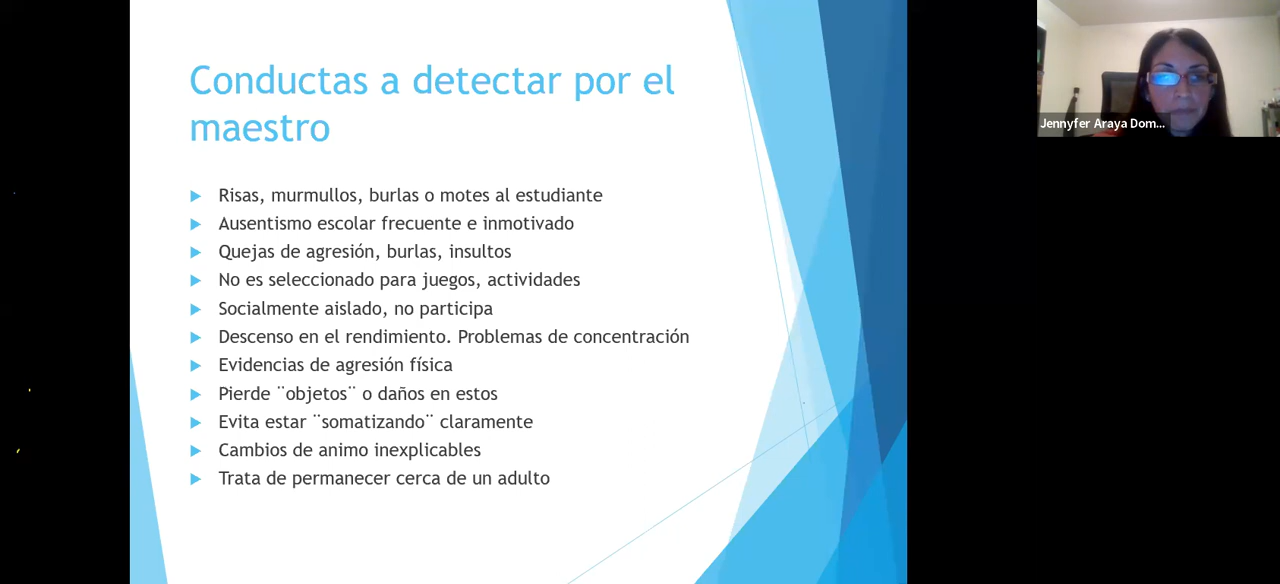 Conductas a detectar por el
maestro
Risas, murmullos, burlas o motes al estudiante
Ausentismo escolar frecuente e inmotivado
Quejas de agresión, burlas, insultos
No es seleccionado para juegos, actividades
Socialmente aislado, no participa
Descenso en el rendimiento. Problemas de concentración
Evidencias de agresión física
Pierde ¨objetos¨ o daños en estos
Evita estar ¨somatizando¨ claramente
Cambios de animo inexplicables
Trata de permanecer cerca de un adulto
Jennyfer Araya Dom...